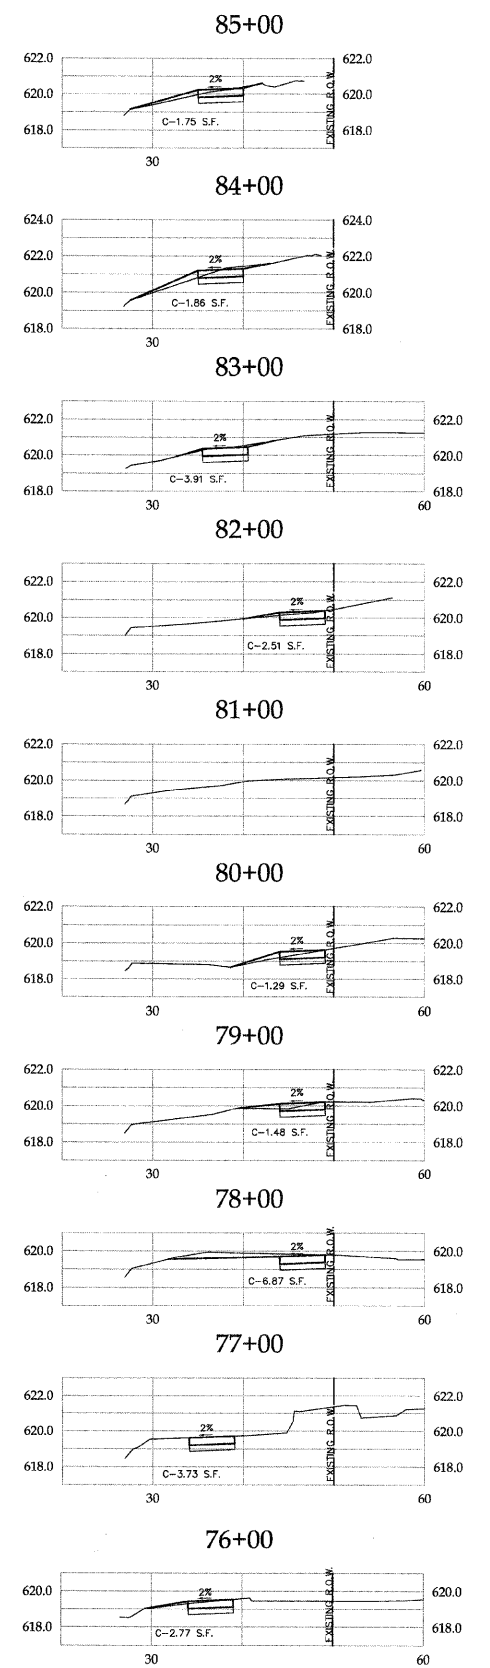 85+00
622.0 622.0
2%
620.0 620.0
C-1.75 S.F.
618.0 618.0
EXISTING R.O.W.
30
84+00
624.0 624.0
622.0 2% 622.0
620.0 620.0
C-1.86 S.F.
618.0 618.0
EXISTING R.O.W.
30
83+00
622.0 622.0
2%
620.0 620.0
C-3.91 S.F.
618.0 618.0
EXISTING R.O.W.
30 60
82+00
622.0 622.0
2%
620.0 620.0
C-2.51 S.F.
618.0 618.0
EXISTING R.O.W.
30 60
81+00
622.0 622.0
620.0 620.0
618.0 618.0
EXISTING R.O.W.
30 60
80+00
622.0 622.0
2%
620.0 620.0
618.0 618.0
C-1.29 S.F.
EXISTING R.O.W.
30 60
79+00
622.0 622.0
2%
620.0 620.0
C-1.48 S.F.
618.0 618.0
EXISTING R.O.W.
30 60
78+00
2%
620.0 620.0
C-6.87 S.F.
618.0 618.0
EXISTING R.O.W.
30 60
77+00
622.0 622.0
2%
620.0 620.0
C-3.73 S.F.
618.0 618.0
EXISTING R.O.W.
30 60
76+00
620.0 2% 620.0
618.0 618.0
C-2.77 S.F.
EXISTING R.O.W.
30 60